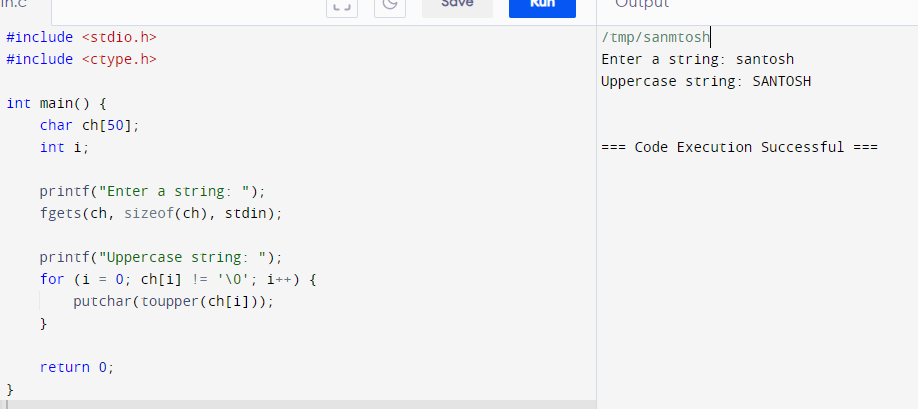 in.c Save Run Output
#include <stdio.h>
#include <ctype.h>

int main() {
    char ch[50];
    int i;

    printf("Enter a string: ");
    fgets(ch, sizeof(ch), stdin);

    printf("Uppercase string: ");
    for (i = 0; ch[i] != '\0'; i++) {
        putchar(toupper(ch[i]));
    }

    return 0;
}
/tmp/sanmtosh
Enter a string: santosh
Uppercase string: SANTOSH
=== Code Execution Successful ===